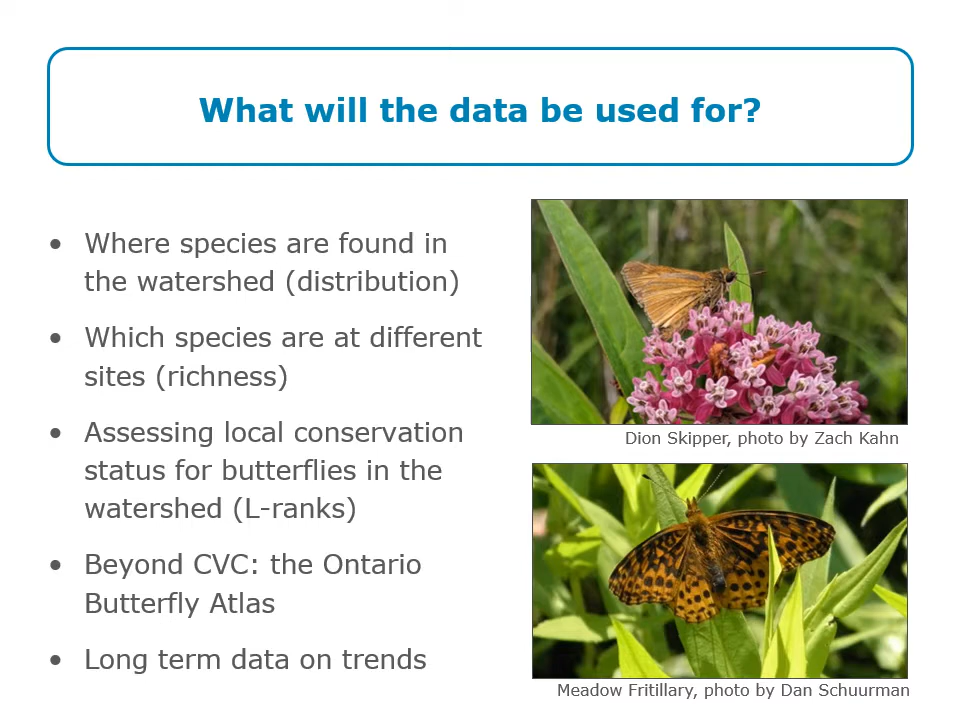 What will the data be used for?
• Where species are found in
the watershed (distribution)
• Which species are at different
sites (richness)
• Assessing local conservation
status for butterflies in the
watershed (L-ranks)
• Beyond CVC: the Ontario
Butterfly Atlas
• Long term data on trends
Dion Skipper, photo by Zach Kahn
Meadow Fritillary, photo by Dan Schuurman